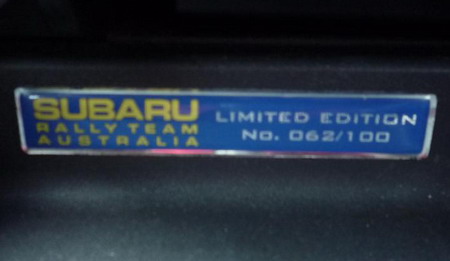 SUBARU
RALLY TEAM
AUSTRALIA
LIMITED EDITION
No. 062/100